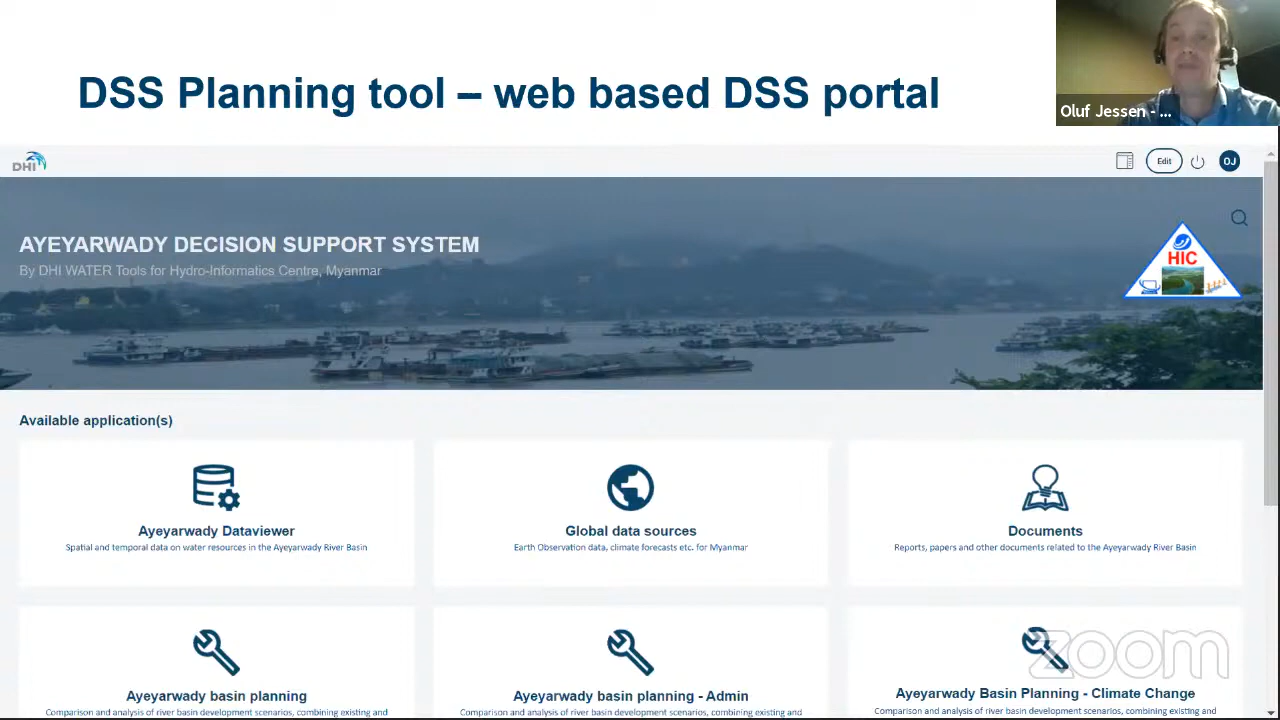 DSS Planning tool – web based DSS portal
Oluf Jessen - ...
DHI
Edit
OJ
AYEYARWADY DECISION SUPPORT SYSTEM
By DHI WATER Tools for Hydro-Informatics Centre, Myanmar
HIC
Available application(s)
Ayeyarwady Dataviewer
Spatial and temporal data on water resources in the Ayeyarwady River Basin
Global data sources
Earth Observation data, climate forecasts etc. for Myanmar
Documents
Reports, papers and other documents related to the Ayeyarwady River Basin
Ayeyarwady basin planning
Comparison and analysis of river basin development scenarios, combining existing and
Ayeyarwady basin planning - Admin
Comparison and analysis of river basin development scenarios, combining existing and
Ayeyarwady Basin Planning - Climate Change
Comparison and analysis of river basin development scenarios, combining existing and
zoom